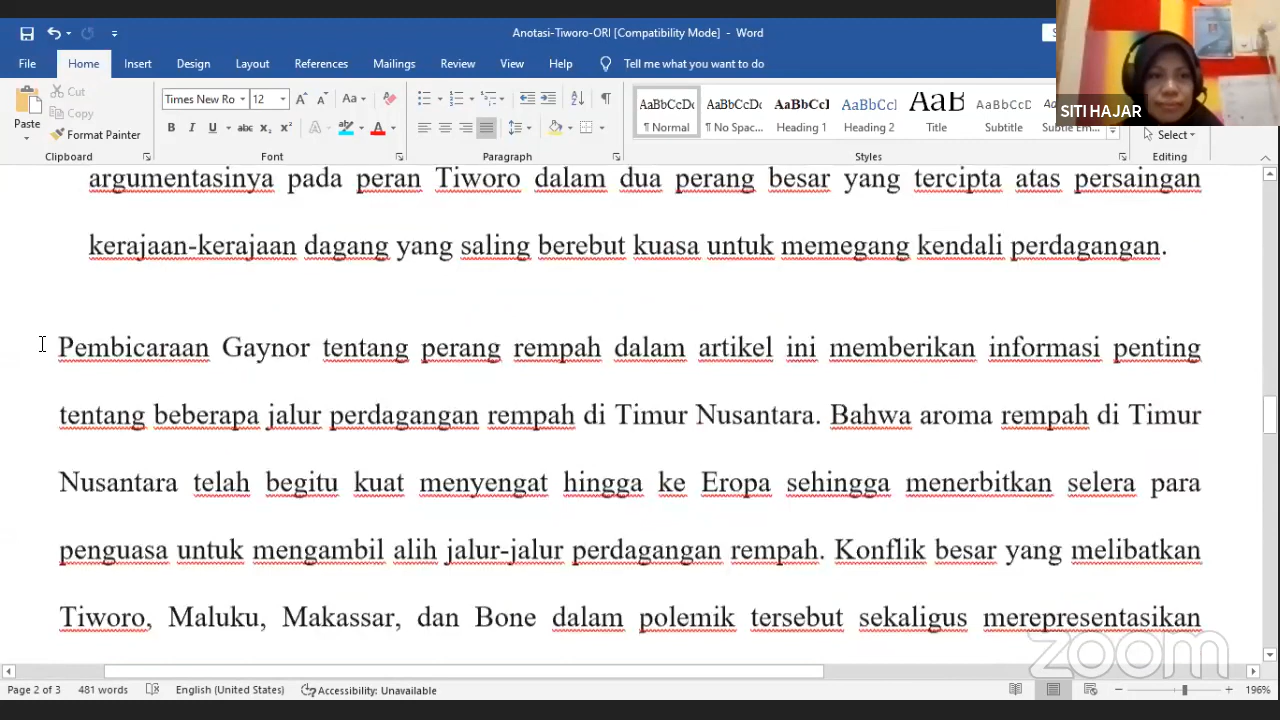 Anotasi-Tiworo-ORI [Compatibility Mode] - Word
File Home Insert Design Layout References Mailings Review View Help Tell me what you want to do
Paste
Cut
Copy
Format Painter
Clipboard
Times New Ro 12
Font
Paragraph
AaBbCcDc AaBbCcDc AaBbCcI AaBbCcD AaB AaBbCcD
¶ Normal ¶ No Spac... Heading 1 Heading 2 Title Subtitle Subtle Em...
Styles
Select
Editing
SITI HAJAR
argumentasinya pada peran Tiworo dalam dua perang besar yang tercipta atas persaingan
kerajaan-kerajaan dagang yang saling berebut kuasa untuk memegang kendali perdagangan.
Pembicaraan Gaynor tentang perang rempah dalam artikel ini memberikan informasi penting
tentang beberapa jalur perdagangan rempah di Timur Nusantara. Bahwa aroma rempah di Timur
Nusantara telah begitu kuat menyengat hingga ke Eropa sehingga menerbitkan selera para
penguasa untuk mengambil alih jalur-jalur perdagangan rempah. Konflik besar yang melibatkan
Tiworo, Maluku, Makassar, dan Bone dalam polemik tersebut sekaligus merepresentasikan
zoom
Page 2 of 3 481 words English (United States) Accessibility: Unavailable 196%